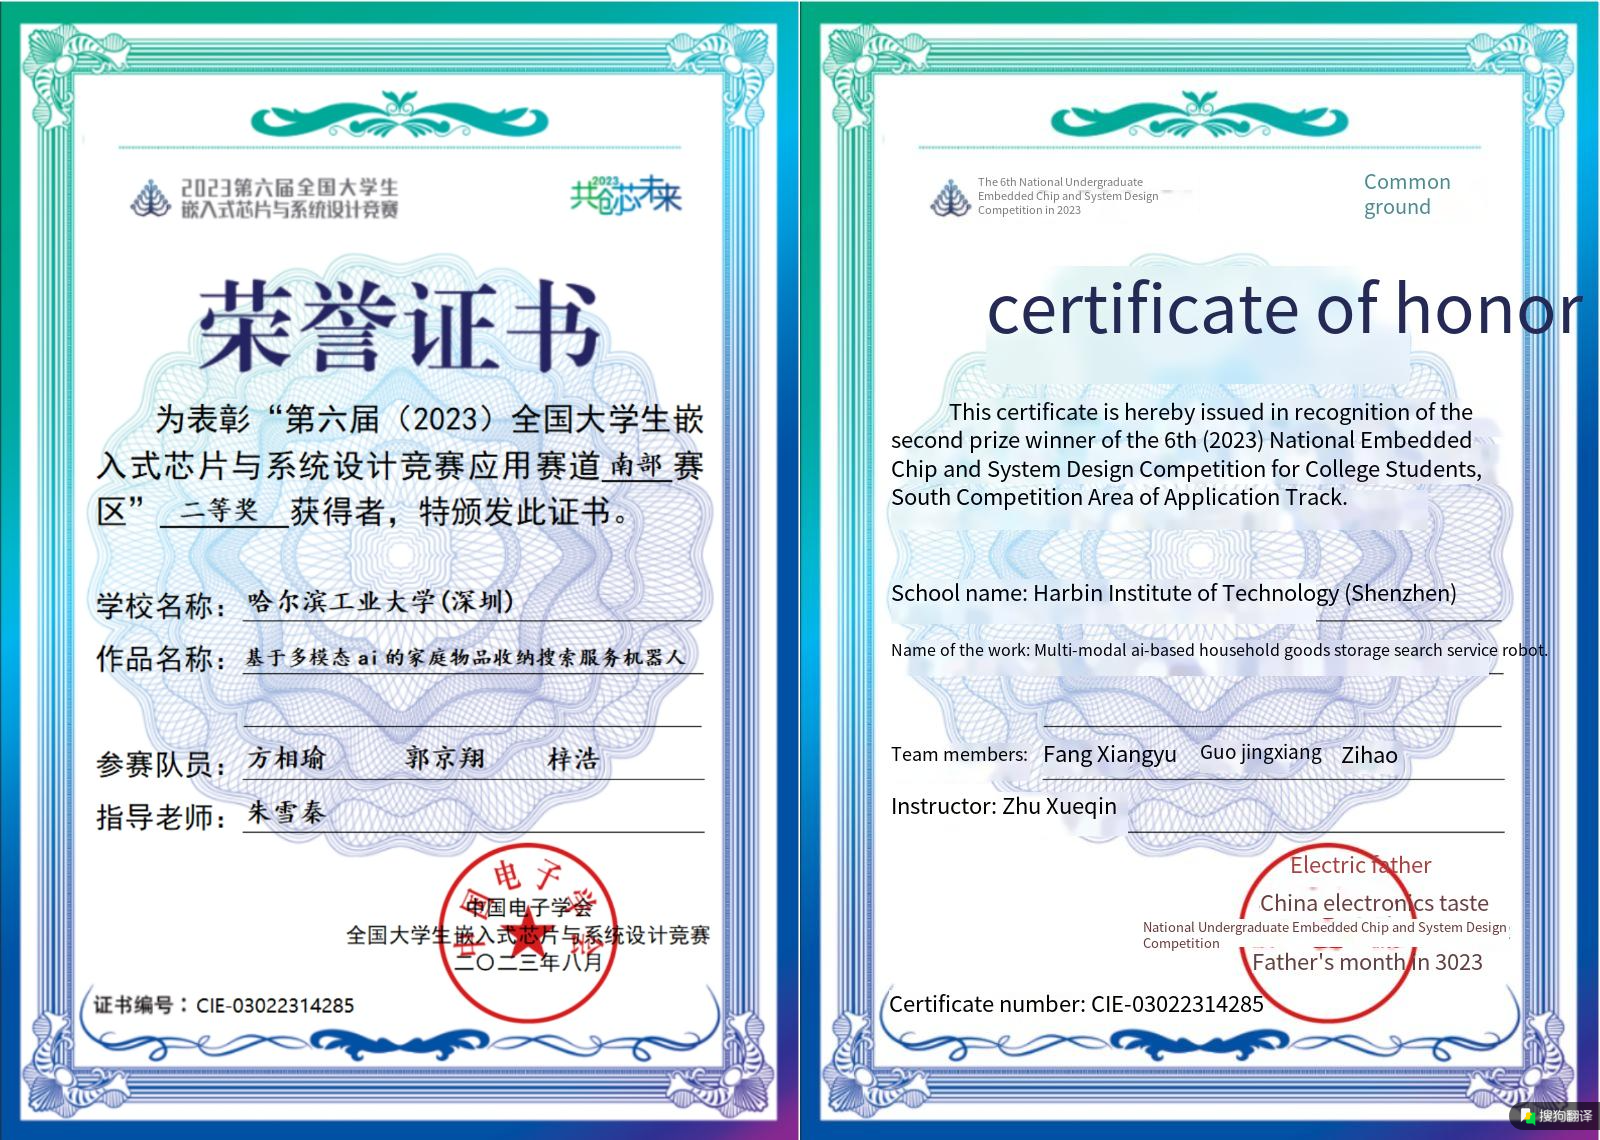 2023第六届全国大学生
嵌入式芯片与系统设计竞赛
2023
共创芯未来
荣誉证书
为表彰“第六届（2023）全国大学生嵌
入式芯片与系统设计竞赛应用赛道南部赛
区”二等奖获得者，特颁发此证书。
学校名称：哈尔滨工业大学(深圳)
作品名称：基于多模态 ai 的家庭物品收纳搜索服务机器人
参赛队员：方相瑜 郭京翔 梓浩
指导老师：朱雪秦
中国电子学会
中国电子学会
全国大学生嵌入式芯片与系统设计竞赛
二〇二三年八月
证书编号：CIE-03022314285
The 6th National Undergraduate
Embedded Chip and System Design
Competition in 2023
Common
ground
certificate of honor
This certificate is hereby issued in recognition of the
second prize winner of the 6th (2023) National Embedded
Chip and System Design Competition for College Students,
South Competition Area of Application Track.
School name: Harbin Institute of Technology (Shenzhen)
Name of the work: Multi-modal ai-based household goods storage search service robot.
Team members: Fang Xiangyu Guo jingxiang Zihao
Instructor: Zhu Xueqin
Electric father
China electronics taste
National Undergraduate Embedded Chip and System Design
Competition
Father's month in 3023
Certificate number: CIE-03022314285
搜狗翻译